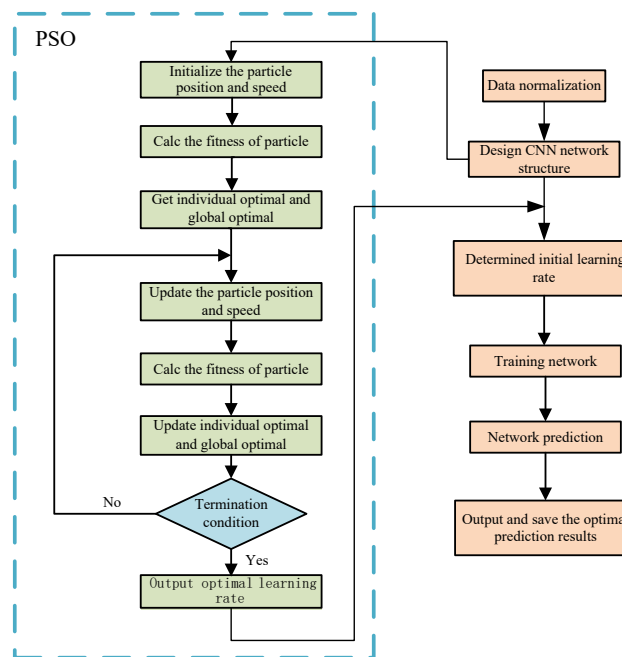 PSO
Initialize the particle
position and speed
Calc the fitness of particle
Get individual optimal and
global optimal
Update the particle position
and speed
Calc the fitness of particle
Update individual optimal
and global optimal
Termination
condition
No
Yes
Output optimal learning
rate
Data normalization
Design CNN network
structure
Determined initial learning
rate
Training network
Network prediction
Output and save the optima
prediction results